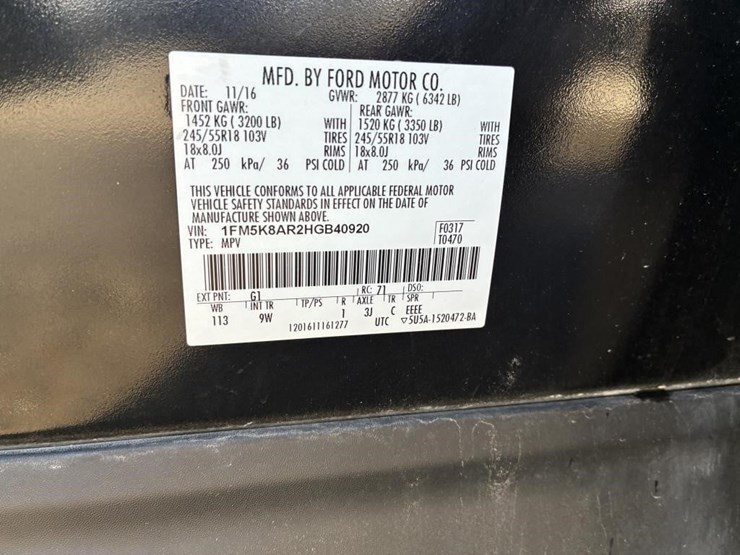 MFD. BY FORD MOTOR CO.
DATE: 11/16 GVWR: 2877 KG ( 6342 LB)
FRONT GAWR: REAR GAWR:
1452 KG ( 3200 LB) WITH 1520 KG ( 3350 LB) WITH
245/55R18 103V TIRES 245/55R18 103V TIRES
18x8.0J RIMS 18x8.0J RIMS
AT 250 kPa/ 36 PSI COLD AT 250 kPa/ 36 PSI COLD
THIS VEHICLE CONFORMS TO ALL APPLICABLE FEDERAL MOTOR
VEHICLE SAFETY STANDARDS IN EFFECT ON THE DATE OF
MANUFACTURE SHOWN ABOVE.
VIN: 1FM5K8AR2HGB40920 F0317
TYPE: MPV T0470
EXT PNT: G1 RC: 71 DSO:
WB INT TR TP/PS R AXLE TR SPR
113 9W 1 3J C EEEE
1201611161277 UTC ▽5U5A-1520472-BA